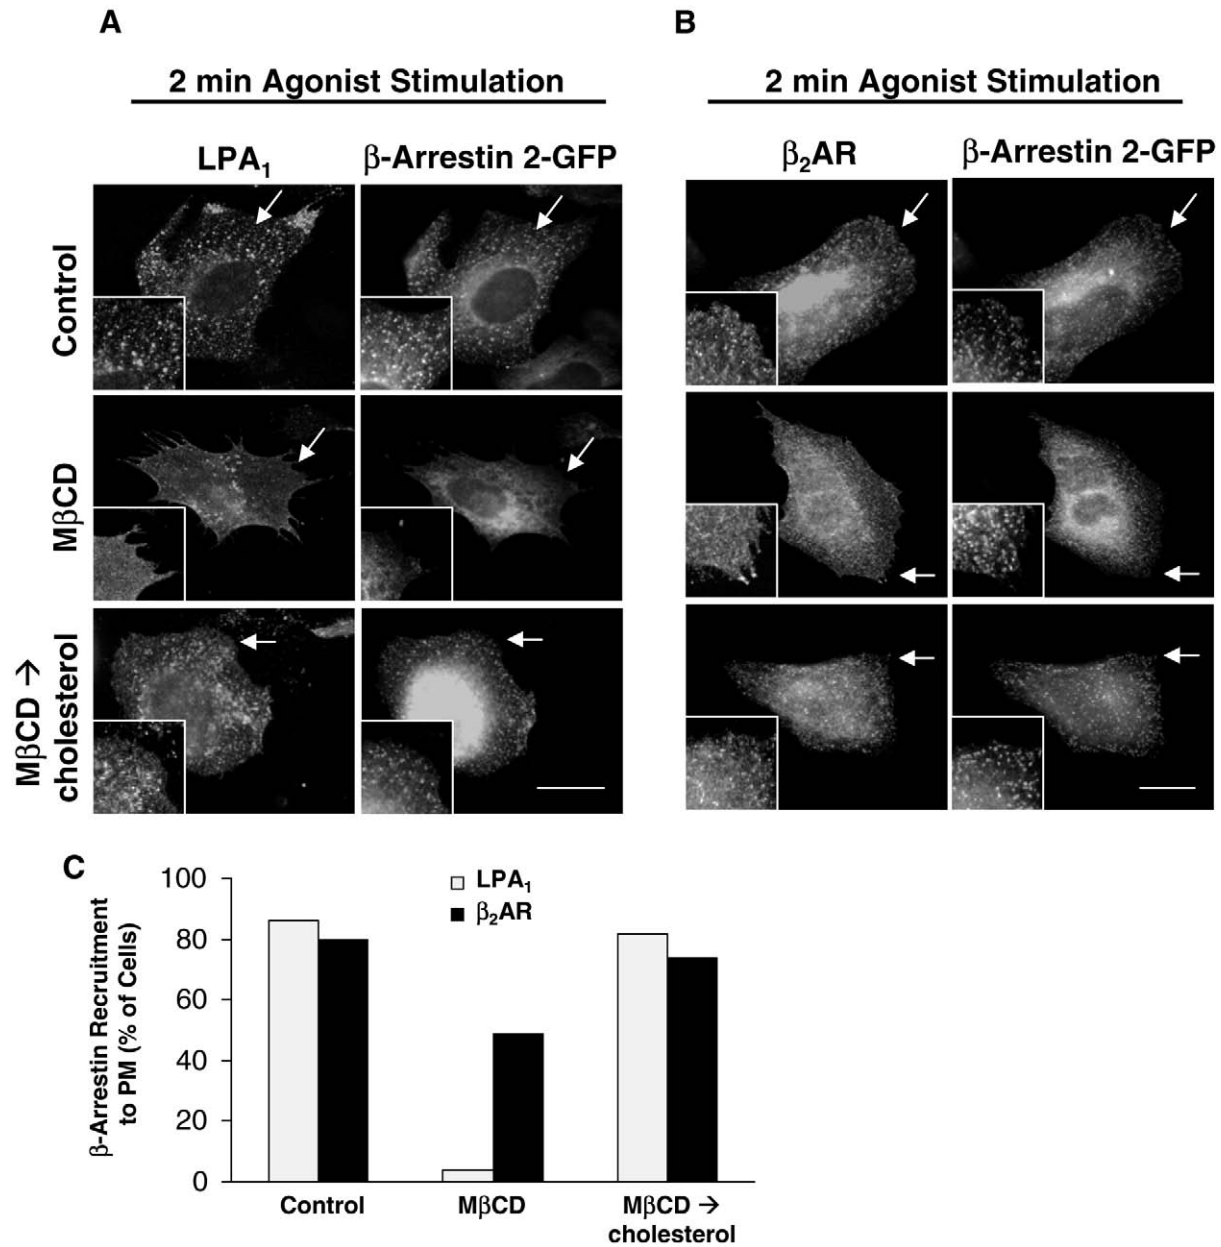 A
2 min Agonist Stimulation
LPA₁
β-Arrestin 2-GFP
Control
MβCD
MβCD →
cholesterol
B
2 min Agonist Stimulation
β₂AR
β-Arrestin 2-GFP
C
β-Arrestin Recruitment
to PM (% of Cells)
100
80
60
40
20
0
LPA₁
β₂AR
Control
MβCD
MβCD →
cholesterol